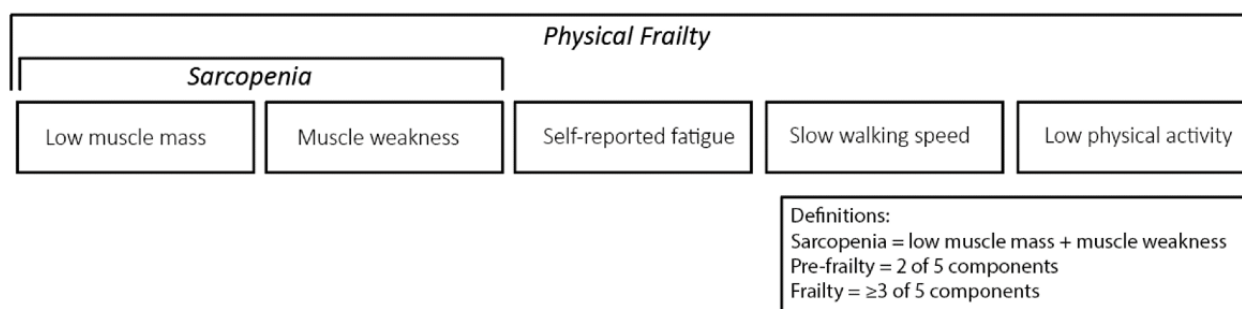 Physical Frailty
Sarcopenia
Low muscle mass
Muscle weakness
Self-reported fatigue
Slow walking speed
Low physical activity
Definitions:
Sarcopenia = low muscle mass + muscle weakness
Pre-frailty = 2 of 5 components
Frailty = ≥3 of 5 components